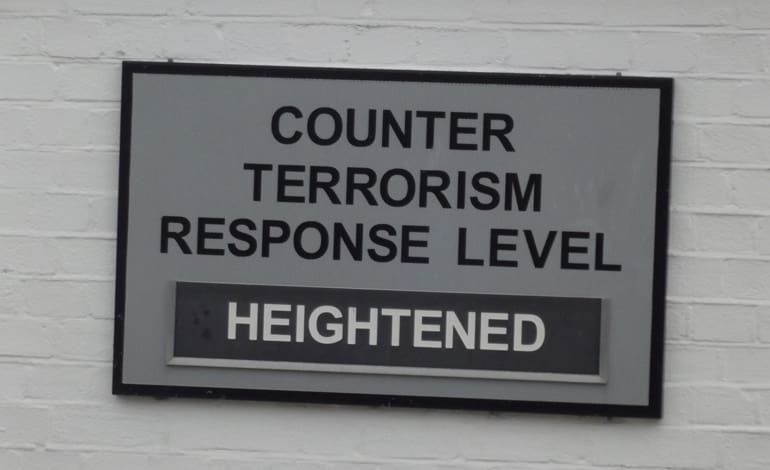 COUNTER
TERRORISM
RESPONSE LEVEL
HEIGHTENED